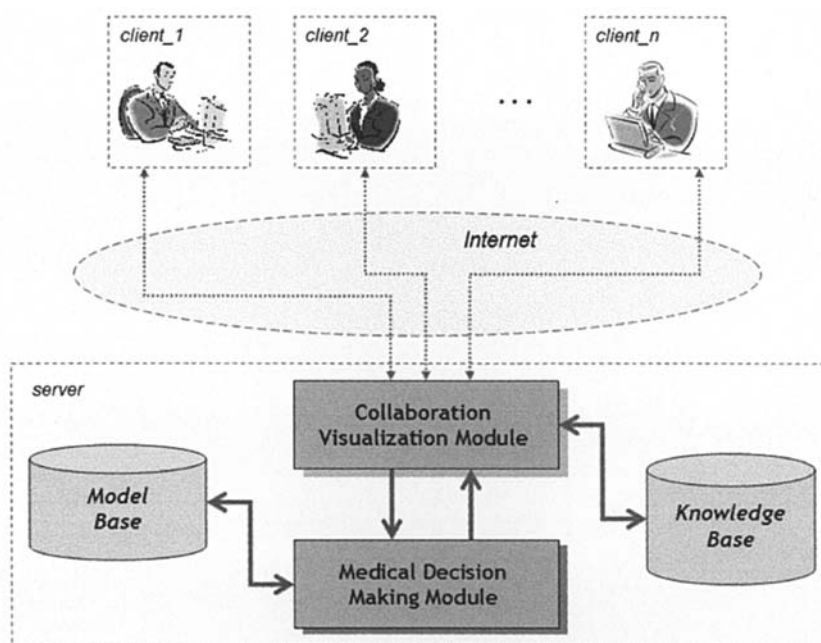 client_1
client_2
client_n
...
Internet
server
Collaboration
Visualization Module
Model
Base
Knowledge
Base
Medical Decision
Making Module